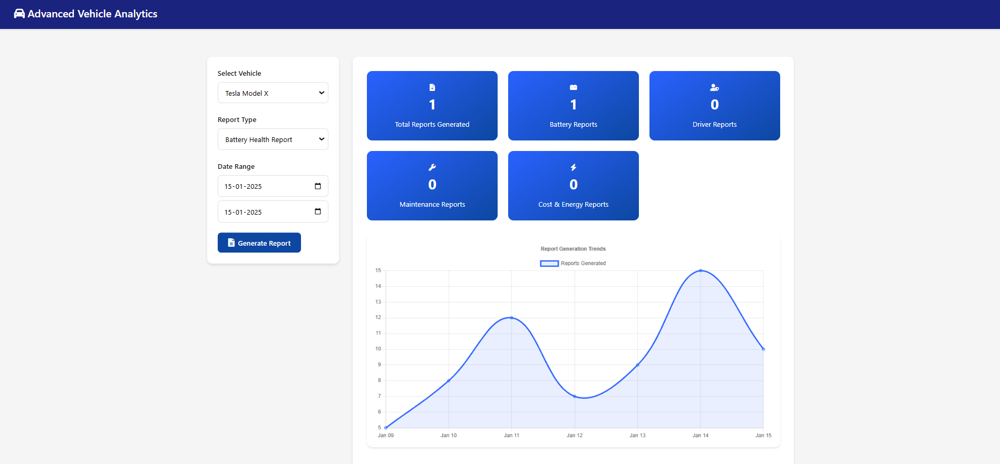 Advanced Vehicle Analytics
Select Vehicle
Tesla Model X
Report Type
Battery Health Report
Date Range
15-01-2025
15-01-2025
Generate Report
1
Total Reports Generated
1
Battery Reports
0
Driver Reports
0
Maintenance Reports
0
Cost & Energy Reports
Report Generation Trends
Reports Generated
15
14
13
12
11
10
9
8
7
6
5
Jan 09 Jan 10 Jan 11 Jan 12 Jan 13 Jan 14 Jan 15